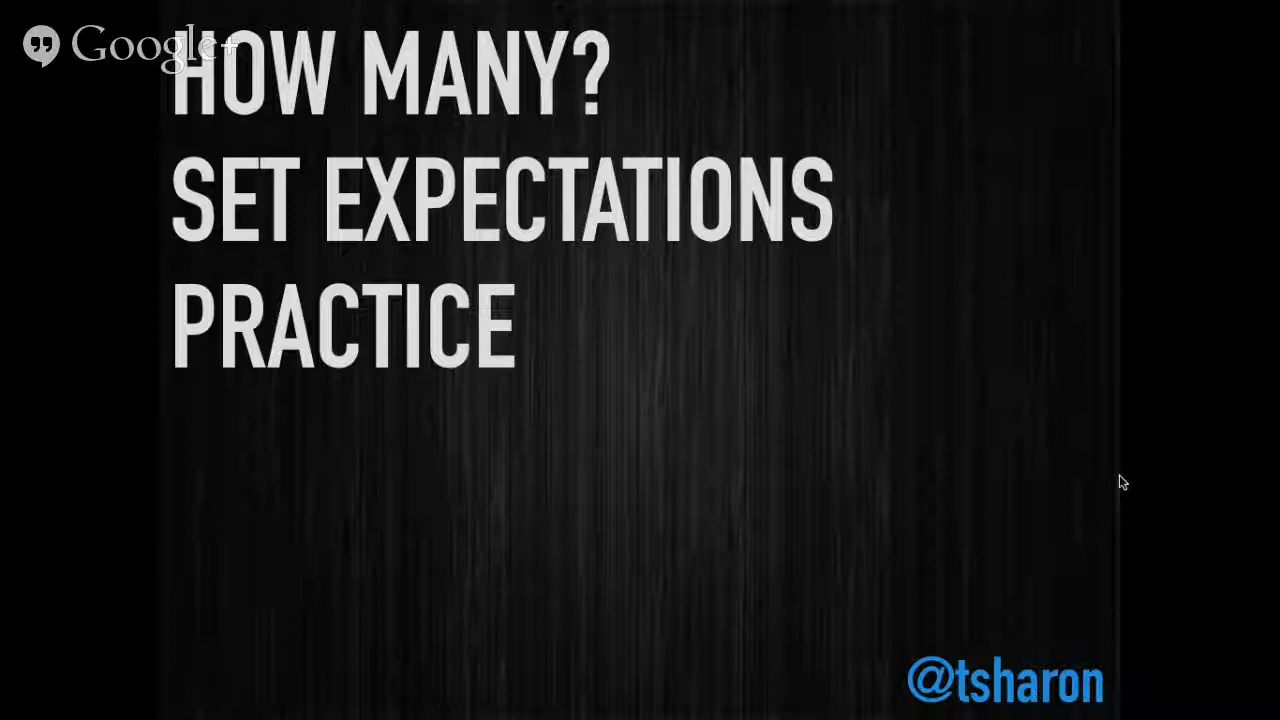 Google+
HOW MANY?
SET EXPECTATIONS
PRACTICE
@tsharon